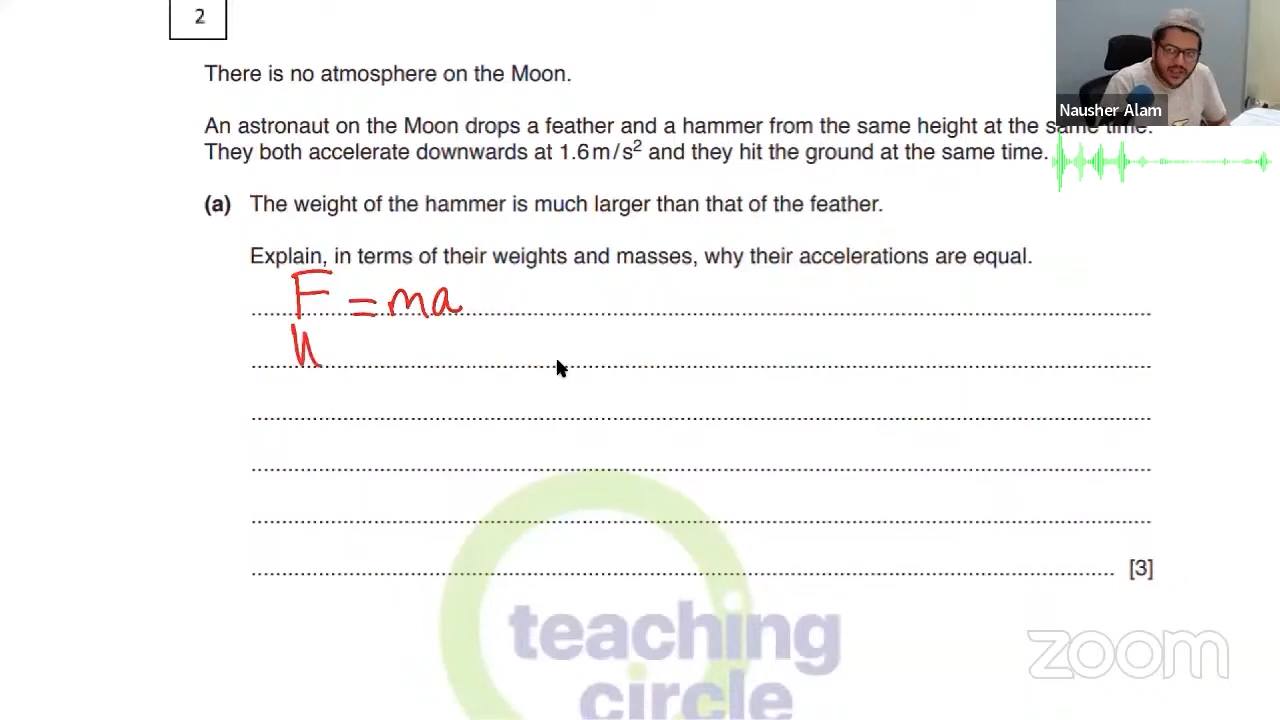 2
There is no atmosphere on the Moon.
Nausher Alam
An astronaut on the Moon drops a feather and a hammer from the same height at the same time.
They both accelerate downwards at 1.6 m/s² and they hit the ground at the same time.
(a) The weight of the hammer is much larger than that of the feather.
Explain, in terms of their weights and masses, why their accelerations are equal.
F = ma
[3]
teaching
circle
zoom